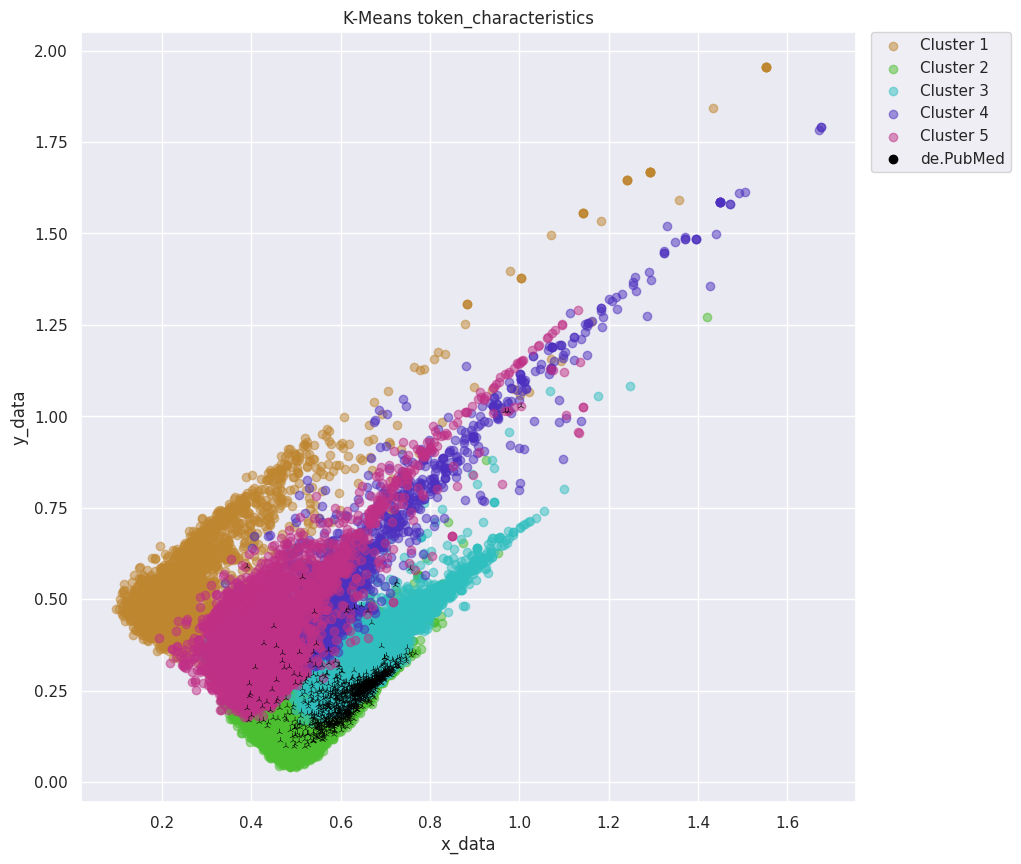 K-Means token_characteristics
2.00
1.75
1.50
1.25
1.00
0.75
0.50
0.25
0.00
y_data
0.2 0.4 0.6 0.8 1.0 1.2 1.4 1.6
x_data
Cluster 1
Cluster 2
Cluster 3
Cluster 4
Cluster 5
de.PubMed